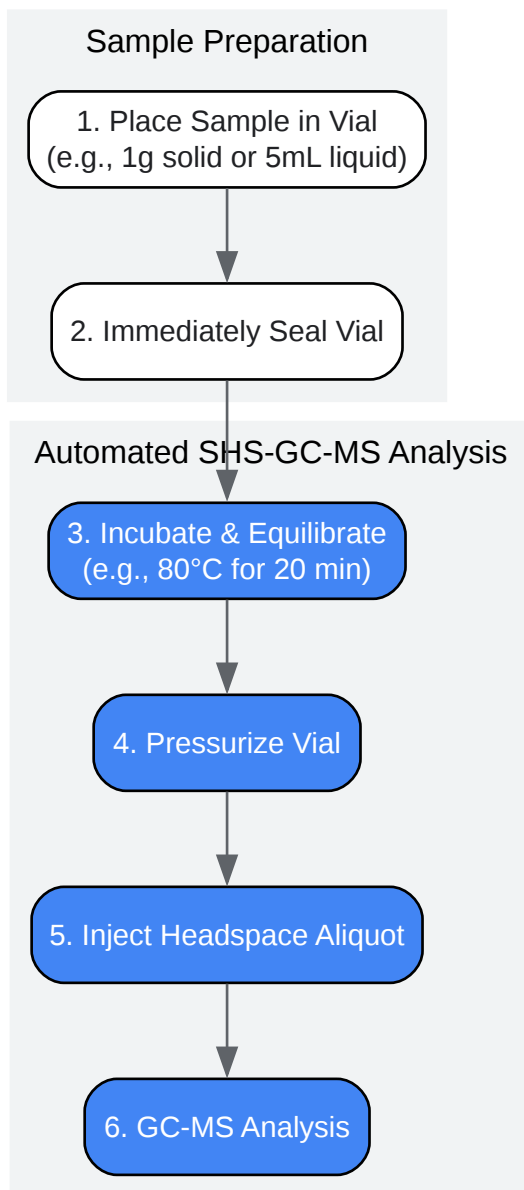 Sample Preparation
1. Place Sample in Vial
(e.g., 1g solid or 5mL liquid)
2. Immediately Seal Vial
Automated SHS-GC-MS Analysis
3. Incubate & Equilibrate
(e.g., 80°C for 20 min)
4. Pressurize Vial
5. Inject Headspace Aliquot
6. GC-MS Analysis